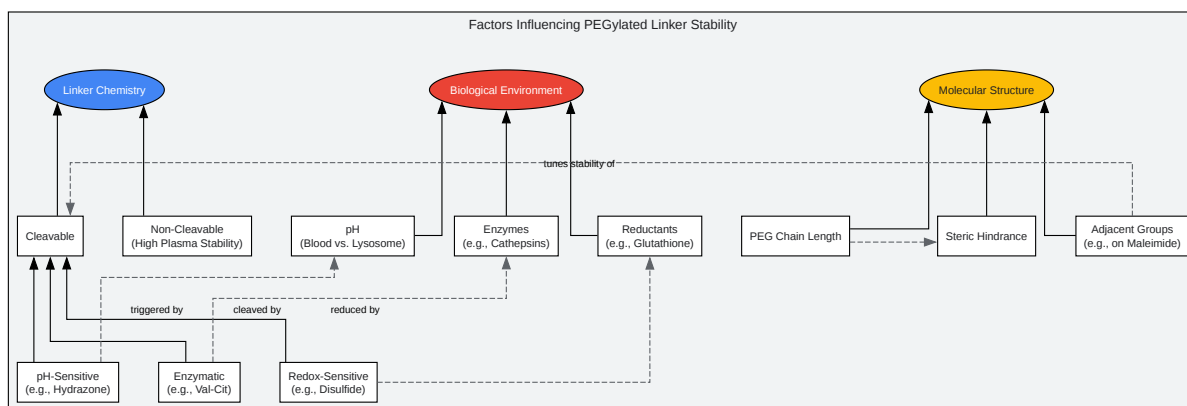 Factors Influencing PEGylated Linker Stability
Linker Chemistry
Biological Environment
Molecular Structure
tunes stability of
Cleavable
Non-Cleavable
(High Plasma Stability)
pH
(Blood vs. Lysosome)
Enzymes
(e.g., Cathepsins)
Reductants
(e.g., Glutathione)
PEG Chain Length
Steric Hindrance
Adjacent Groups
(e.g., on Maleimide)
triggered by
cleaved by
reduced by
pH-Sensitive
(e.g., Hydrazone)
Enzymatic
(e.g., Val-Cit)
Redox-Sensitive
(e.g., Disulfide)